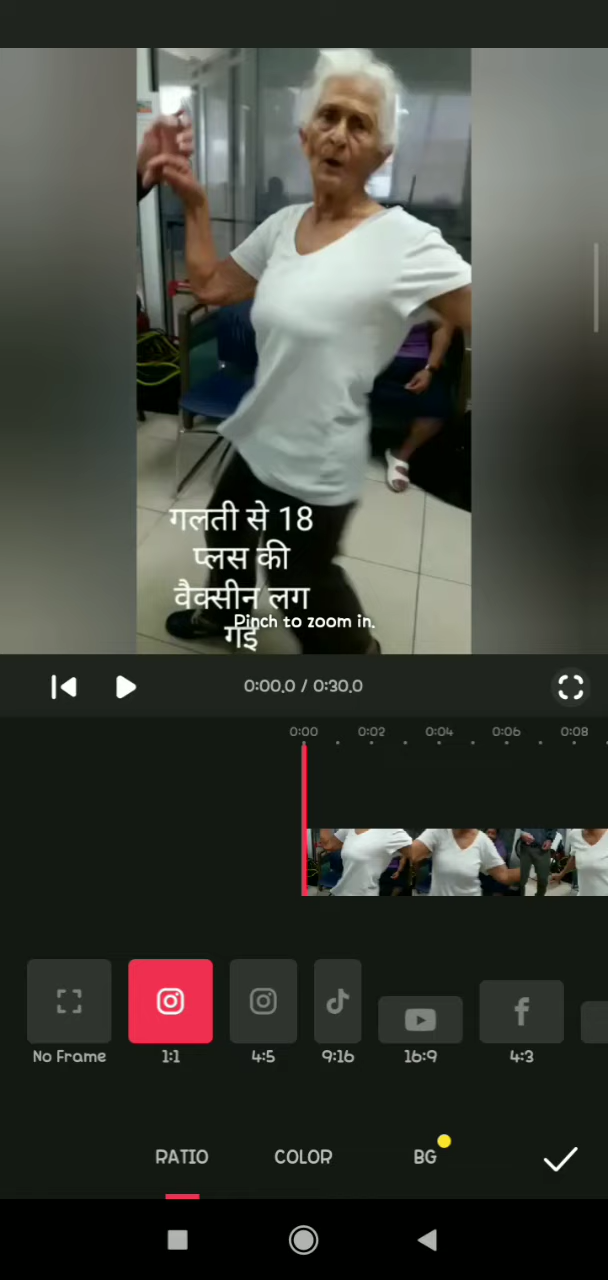 गलती से 18
प्लस की
वैक्सीन लग
गई
Pinch to zoom in.
0:00.0 / 0:30.0
0:00 0:02 0:04 0:06 0:08
No Frame 1:1 4:5 9:16 16:9 4:3
RATIO COLOR BG